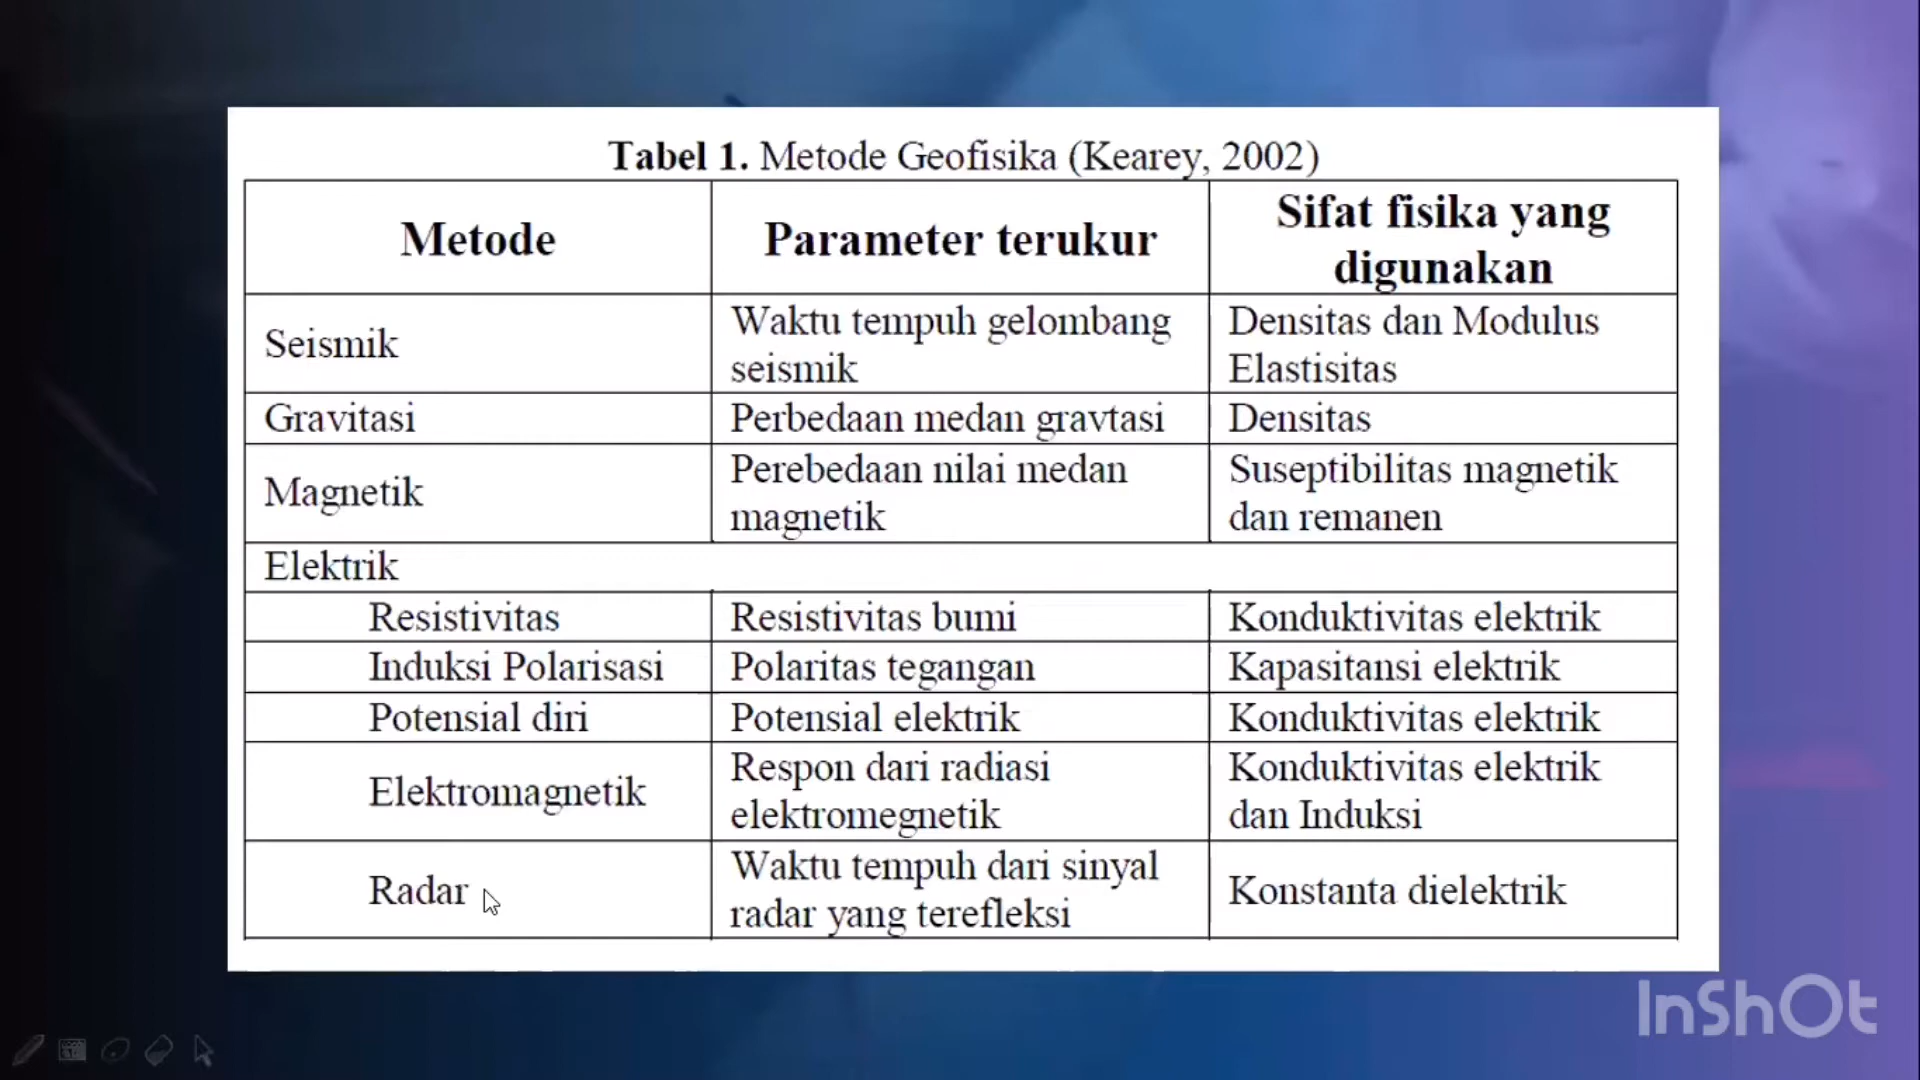 Tabel 1. Metode Geofisika (Kearey, 2002)
Metode
Parameter terukur
Sifat fisika yang
digunakan
Seismik
Waktu tempuh gelombang
seismik
Densitas dan Modulus
Elastisitas
Gravitasi
Perbedaan medan gravtasi
Densitas
Magnetik
Perebedaan nilai medan
magnetik
Suseptibilitas magnetik
dan remanen
Elektrik
Resistivitas
Resistivitas bumi
Konduktivitas elektrik
Induksi Polarisasi
Polaritas tegangan
Kapasitansi elektrik
Potensial diri
Potensial elektrik
Konduktivitas elektrik
Elektromagnetik
Respon dari radiasi
elektromegnetik
Konduktivitas elektrik
dan Induksi
Radar
Waktu tempuh dari sinyal
radar yang terefleksi
Konstanta dielektrik
InShOt